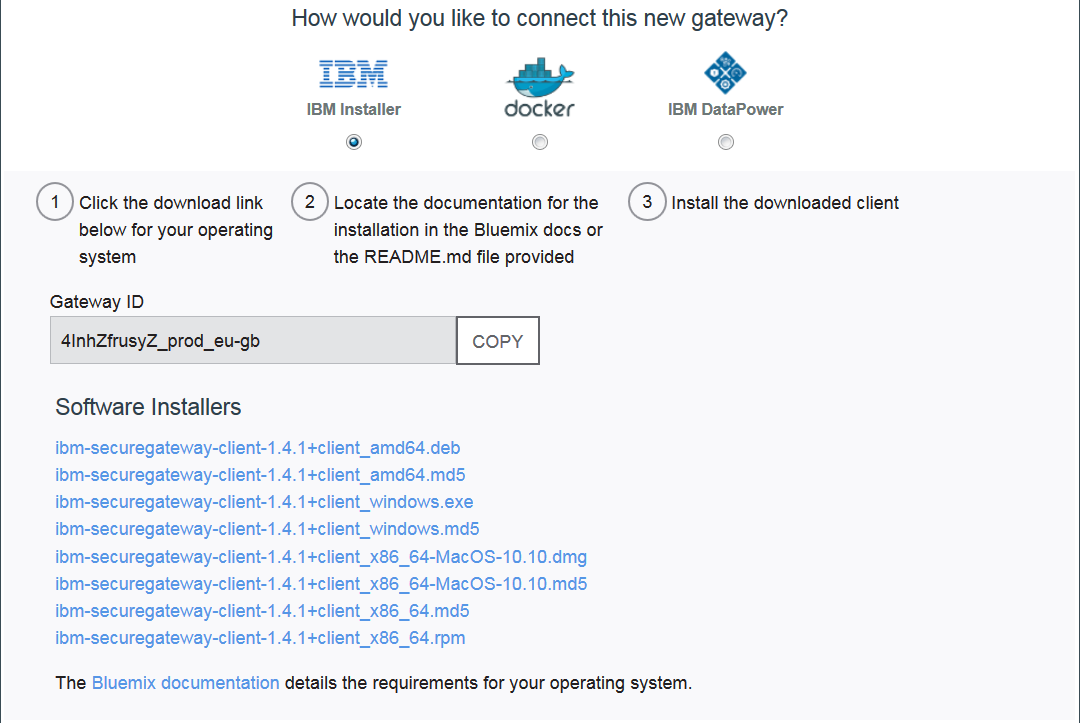 How would you like to connect this new gateway?
IBM
docker
IBM Installer
IBM DataPower
1
Click the download link
below for your operating
system
2
Locate the documentation for the
installation in the Bluemix docs or
the README.md file provided
3
Install the downloaded client
Gateway ID
4InhZfrusyZ_prod_eu-gb
COPY
Software Installers
ibm-securegateway-client-1.4.1+client_amd64.deb
ibm-securegateway-client-1.4.1+client_amd64.md5
ibm-securegateway-client-1.4.1+client_windows.exe
ibm-securegateway-client-1.4.1+client_windows.md5
ibm-securegateway-client-1.4.1+client_x86_64-MacOS-10.10.dmg
ibm-securegateway-client-1.4.1+client_x86_64-MacOS-10.10.md5
ibm-securegateway-client-1.4.1+client_x86_64.md5
ibm-securegateway-client-1.4.1+client_x86_64.rpm
The Bluemix documentation details the requirements for your operating system.